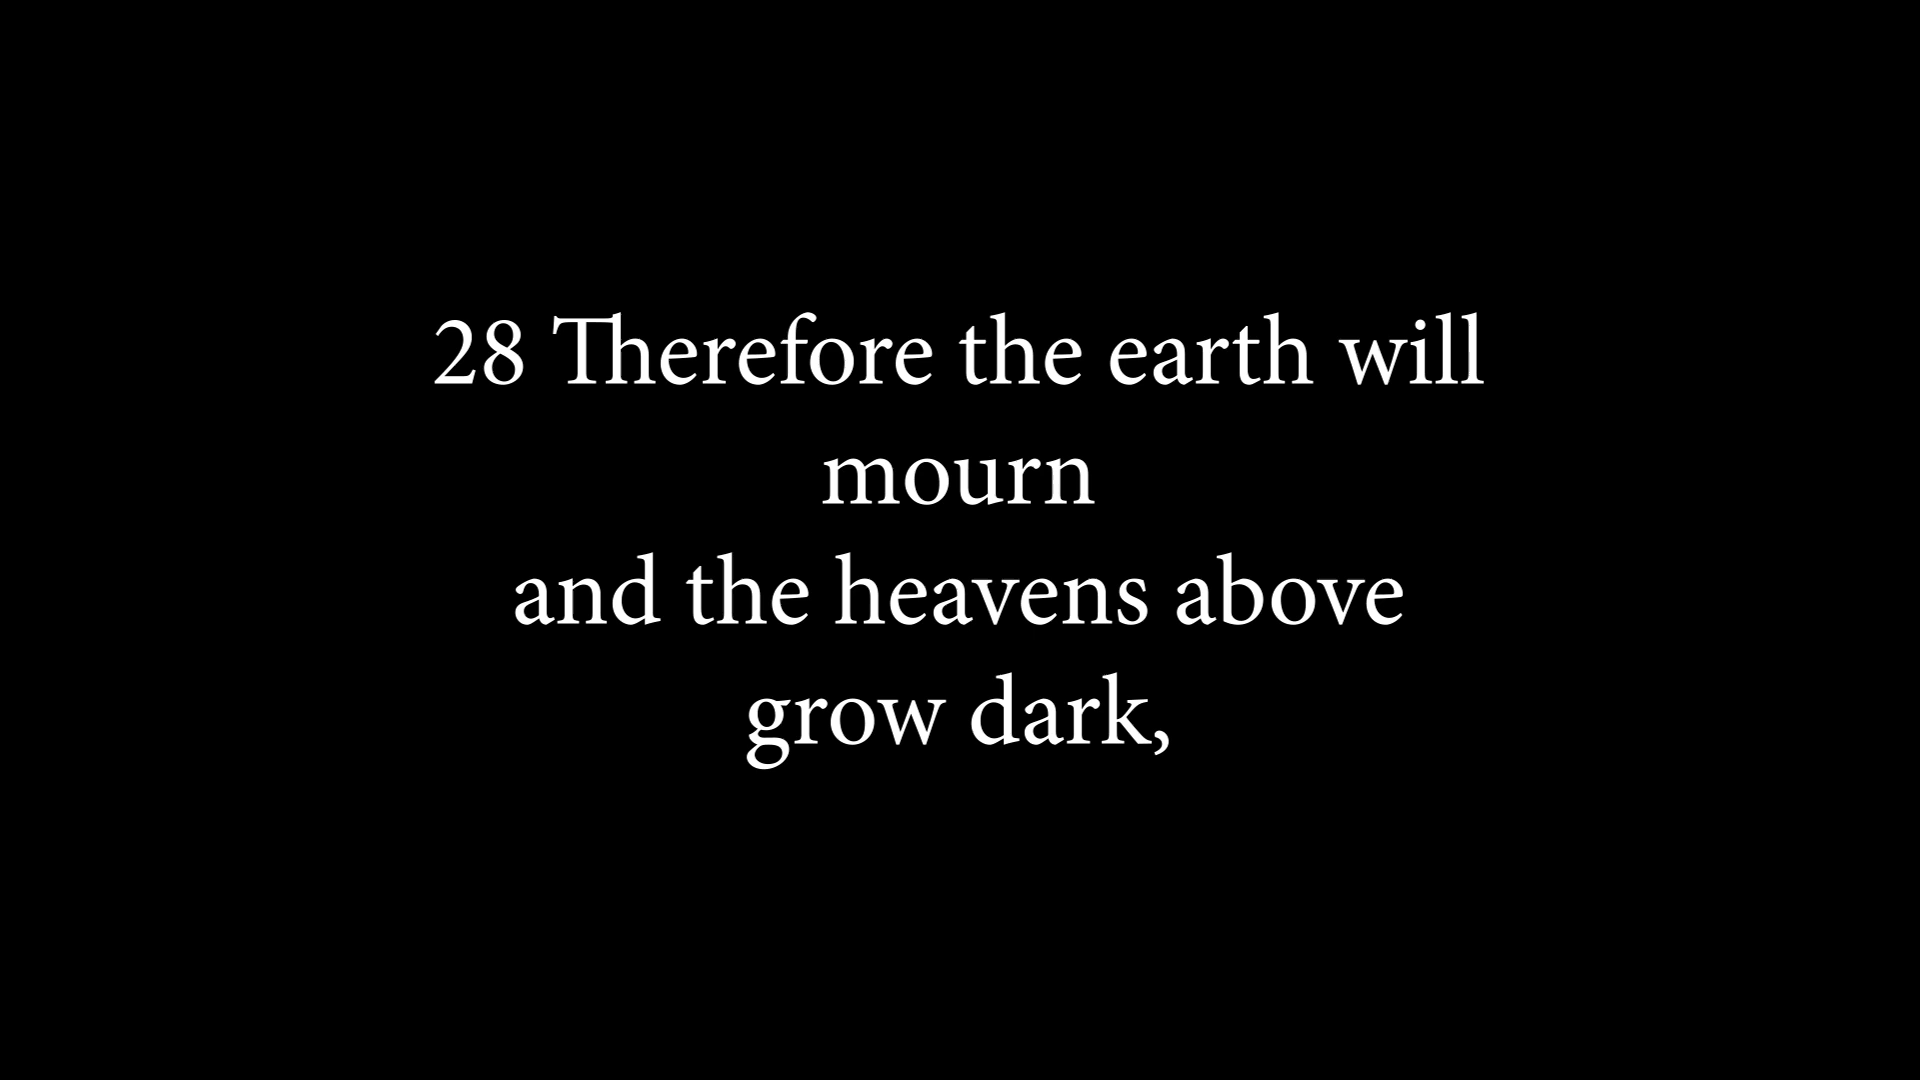 28 Therefore the earth will
mourn
and the heavens above
grow dark,